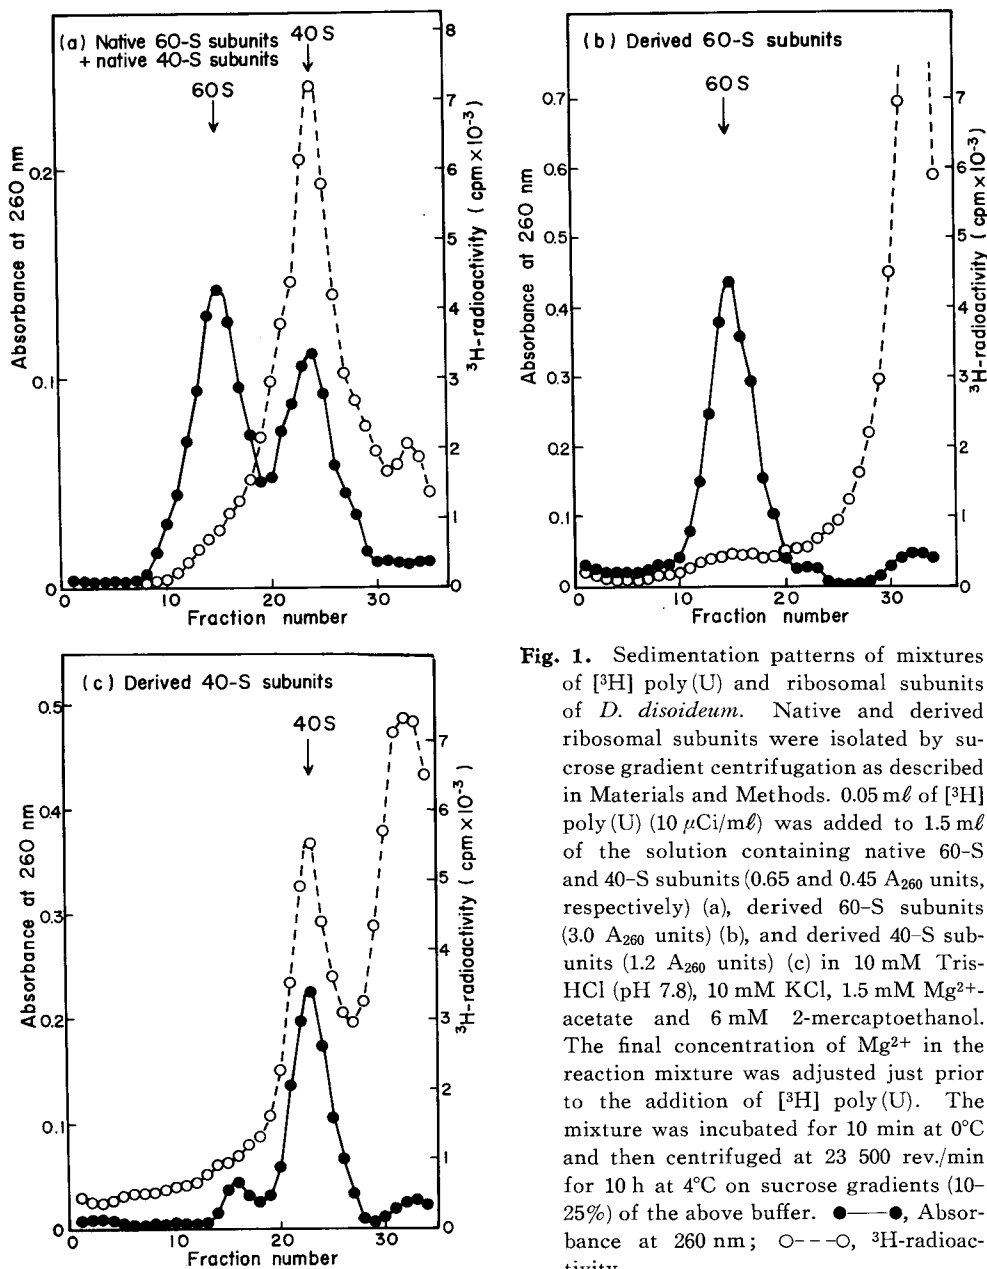 (a) Native 60-S subunits
+ native 40-S subunits
40 S
60 S
Absorbance at 260 nm
0.2
0.1
0
8
7
6
5
4
3
2
1
0
³H-radioactivity ( cpm×10⁻³)
0 10 20 30
Fraction number
(b) Derived 60-S subunits
60 S
Absorbance at 260 nm
0.7
0.6
0.5
0.4
0.3
0.2
0.1
0
7
6
5
4
3
2
1
0
³H-radioactivity ( cpm×10⁻³)
0 10 20 30
Fraction number
(c) Derived 40-S subunits
40 S
Absorbance at 260 nm
0.5
0.4
0.3
0.2
0.1
0
7
6
5
4
3
2
1
0
³H-radioactivity ( cpm×10⁻³)
0 10 20 30
Fraction number
Fig. 1. Sedimentation patterns of mixtures
of [³H] poly(U) and ribosomal subunits
of D. disoideum. Native and derived
ribosomal subunits were isolated by su-
crose gradient centrifugation as described
in Materials and Methods. 0.05 mℓ of [³H]
poly(U) (10 μCi/mℓ) was added to 1.5 mℓ
of the solution containing native 60-S
and 40-S subunits (0.65 and 0.45 A₂₆₀ units,
respectively) (a), derived 60-S subunits
(3.0 A₂₆₀ units) (b), and derived 40-S sub-
units (1.2 A₂₆₀ units) (c) in 10 mM Tris-
HCl (pH 7.8), 10 mM KCl, 1.5 mM Mg²⁺-
acetate and 6 mM 2-mercaptoethanol.
The final concentration of Mg²⁺ in the
reaction mixture was adjusted just prior
to the addition of [³H] poly(U). The
mixture was incubated for 10 min at 0°C
and then centrifuged at 23 500 rev./min
for 10 h at 4°C on sucrose gradients (10-
25%) of the above buffer. ●——●, Absor-
bance at 260 nm; ○---○, ³H-radioac-
tivity